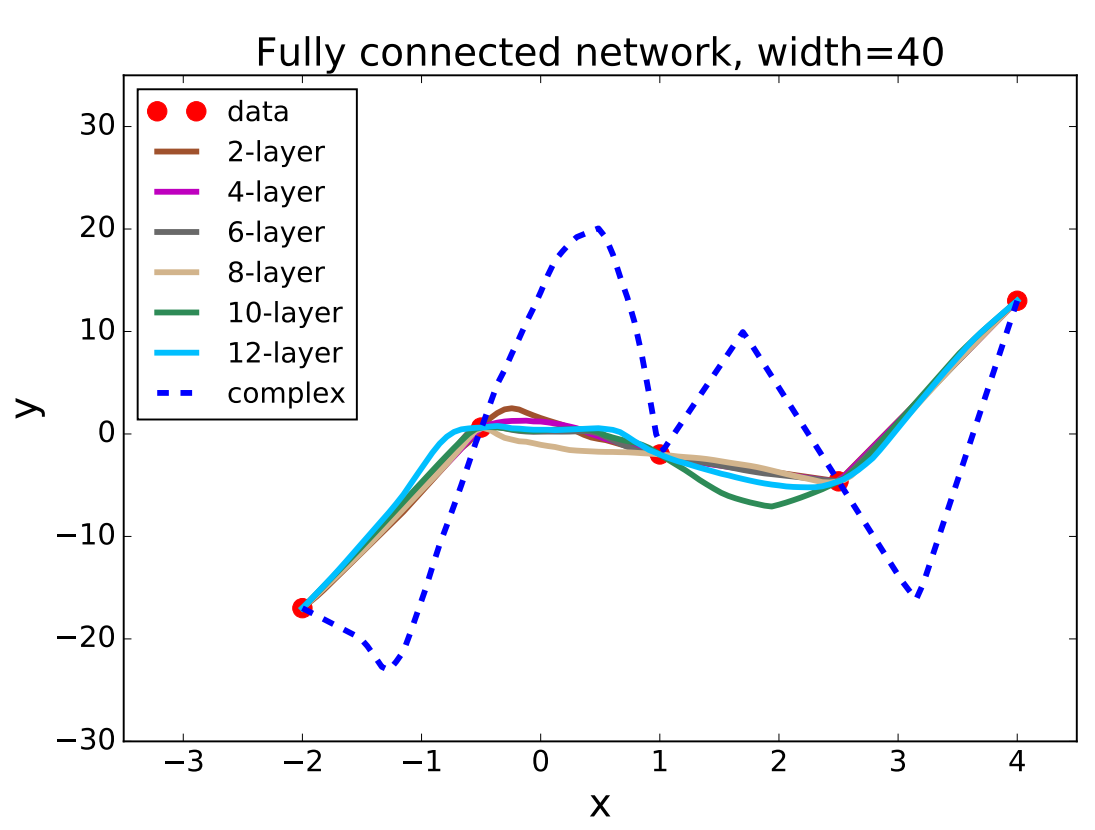 Fully connected network, width=40
data
2-layer
4-layer
6-layer
8-layer
10-layer
12-layer
complex
30
20
10
0
−10
−20
−30
y
−3 −2 −1 0 1 2 3 4
x